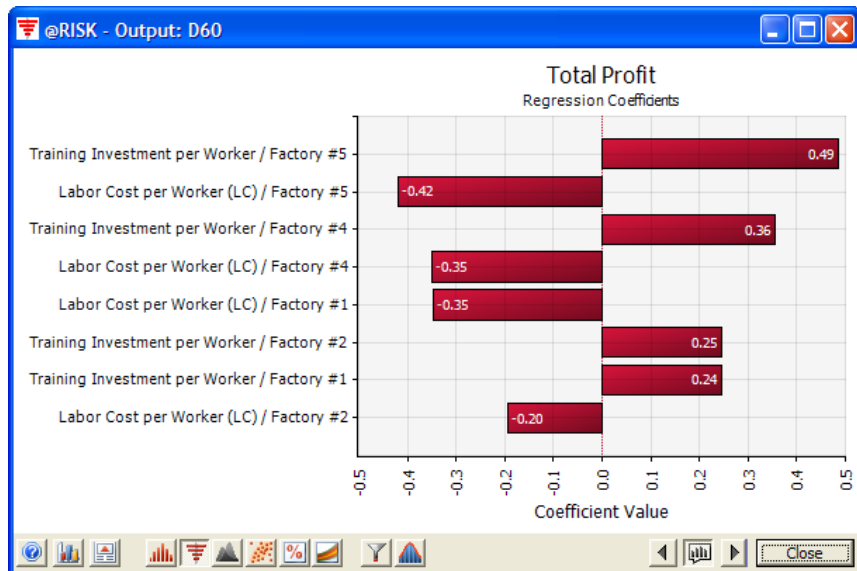 @RISK - Output: D60
Total Profit
Regression Coefficients
Training Investment per Worker / Factory #5
0.49
Labor Cost per Worker (LC) / Factory #5
-0.42
Training Investment per Worker / Factory #4
0.36
Labor Cost per Worker (LC) / Factory #4
-0.35
Labor Cost per Worker (LC) / Factory #1
-0.35
Training Investment per Worker / Factory #2
0.25
Training Investment per Worker / Factory #1
0.24
Labor Cost per Worker (LC) / Factory #2
-0.20
-0.5 -0.4 -0.3 -0.2 -0.1 0.0 0.1 0.2 0.3 0.4 0.5
Coefficient Value
Close